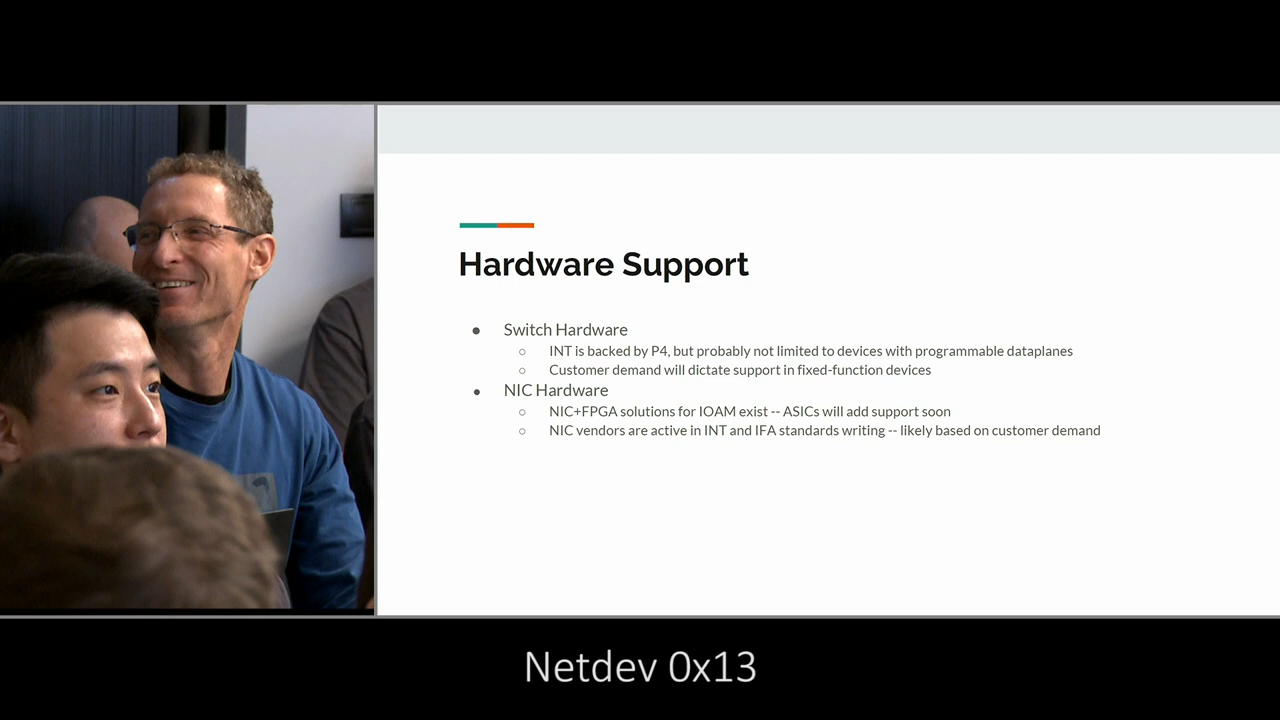 Hardware Support
● Switch Hardware
○ INT is backed by P4, but probably not limited to devices with programmable dataplanes
○ Customer demand will dictate support in fixed-function devices
● NIC Hardware
○ NIC+FPGA solutions for IOAM exist -- ASICs will add support soon
○ NIC vendors are active in INT and IFA standards writing -- likely based on customer demand
Netdev 0x13